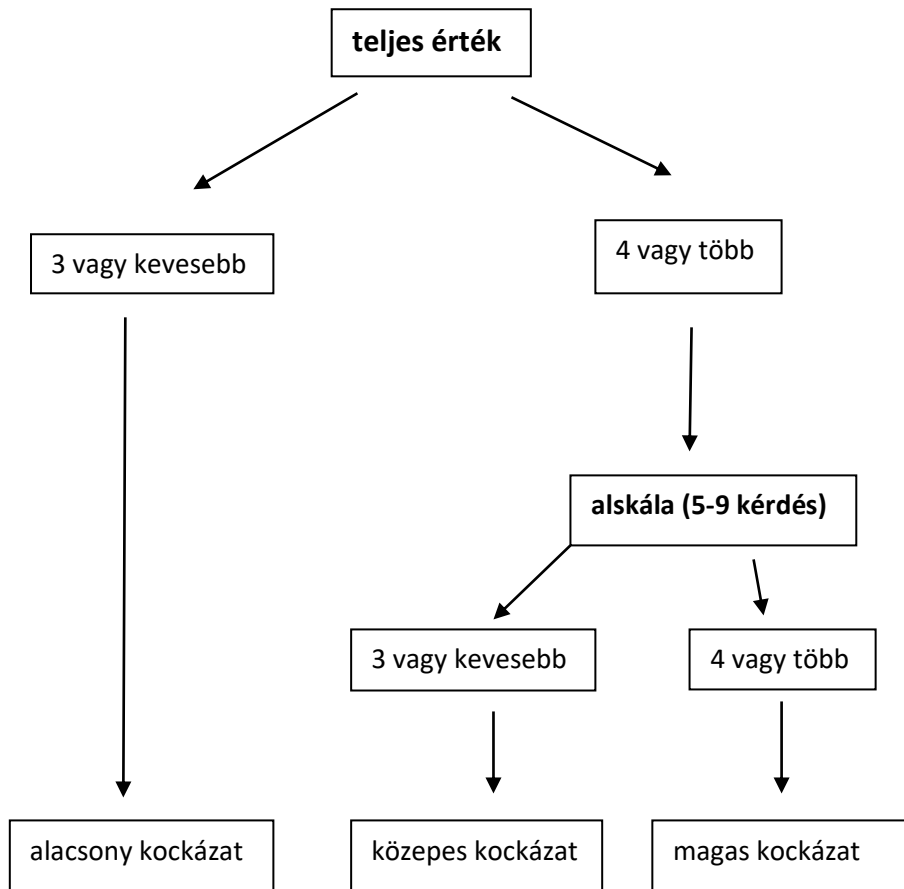 teljes érték
3 vagy kevesebb
4 vagy több
alskála (5-9 kérdés)
3 vagy kevesebb
4 vagy több
alacsony kockázat
közepes kockázat
magas kockázat